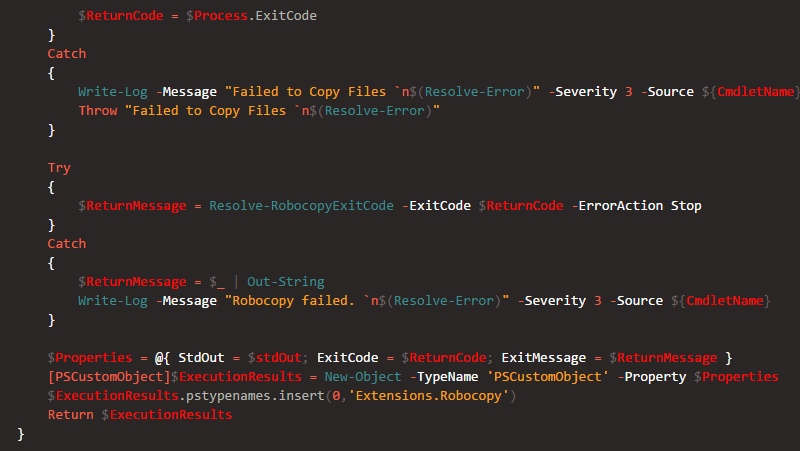 $ReturnCode = $Process.ExitCode
}
Catch
{
Write-Log -Message "Failed to Copy Files `n$(Resolve-Error)" -Severity 3 -Source ${CmdletName}
Throw "Failed to Copy Files `n$(Resolve-Error)"
}
Try
{
$ReturnMessage = Resolve-RobocopyExitCode -ExitCode $ReturnCode -ErrorAction Stop
}
Catch
{
$ReturnMessage = $_ | Out-String
Write-Log -Message "Robocopy failed. `n$(Resolve-Error)" -Severity 3 -Source ${CmdletName}
}
$Properties = @{ StdOut = $stdOut; ExitCode = $ReturnCode; ExitMessage = $ReturnMessage }
[PSCustomObject]$ExecutionResults = New-Object -TypeName 'PSCustomObject' -Property $Properties
$ExecutionResults.pstypenames.insert(0,'Extensions.Robocopy')
Return $ExecutionResults
}